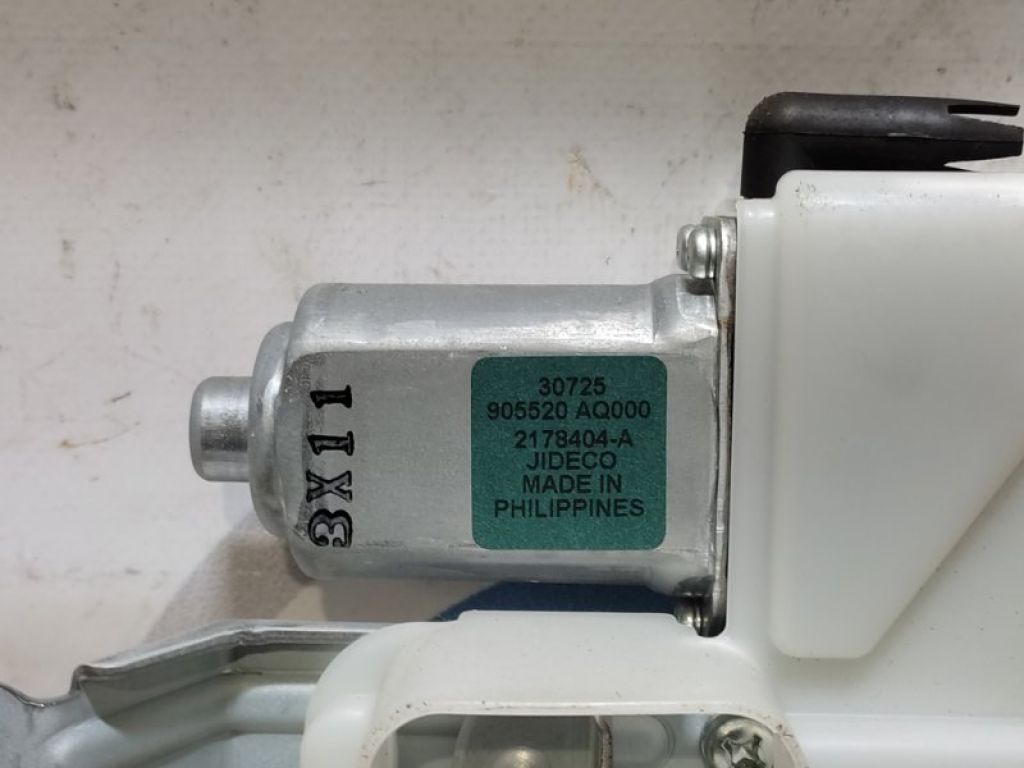 3X11
30725
905520 AQ000
2178404-A
JIDECO
MADE IN
PHILIPPINES